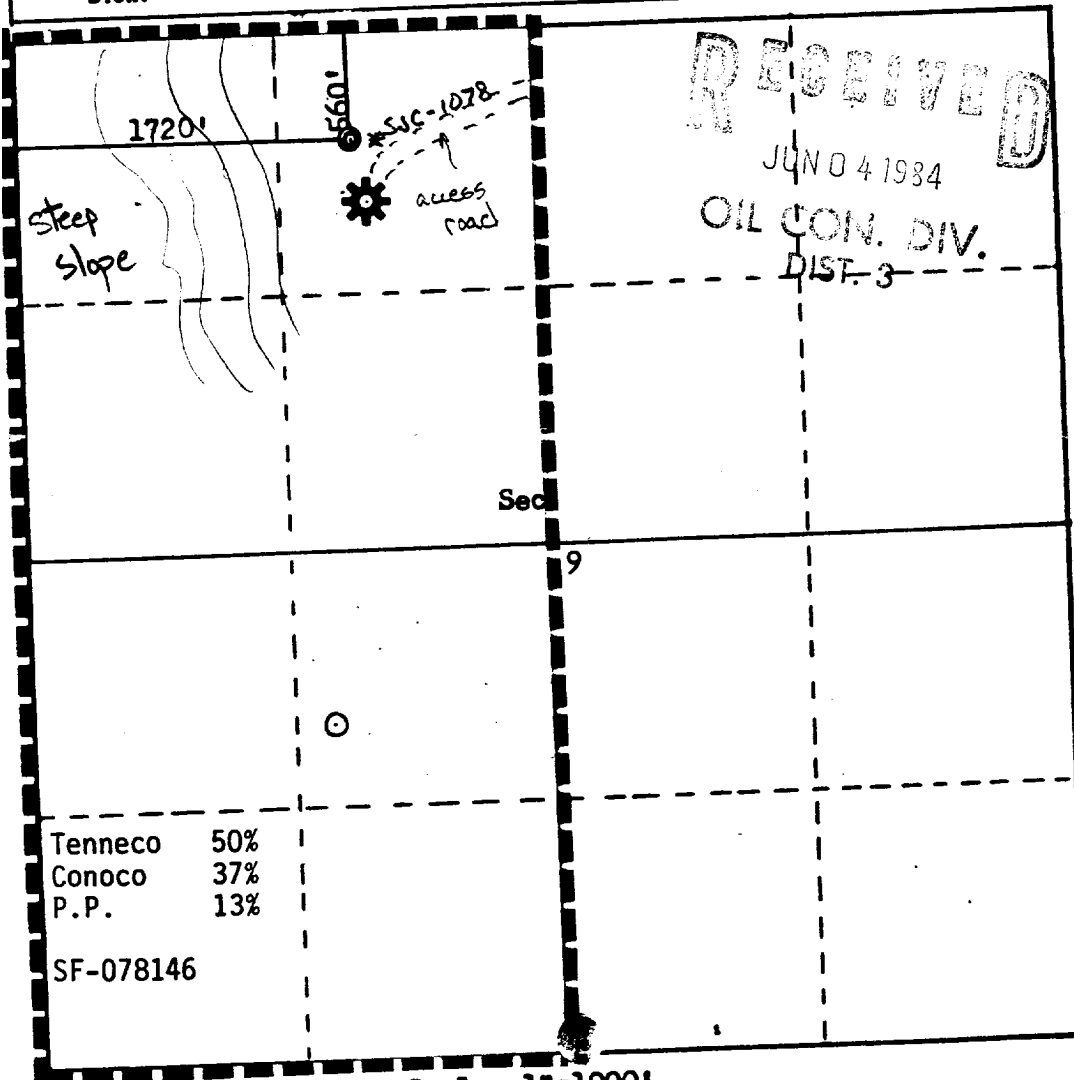 560'
1720'
*SJC-1078
access
road
steep
slope
RECEIVED
JUN 04 1984
OIL CON. DIV.
DIST. 3
Sec
9
Tenneco 50%
Conoco 37%
P.P. 13%
SF-078146